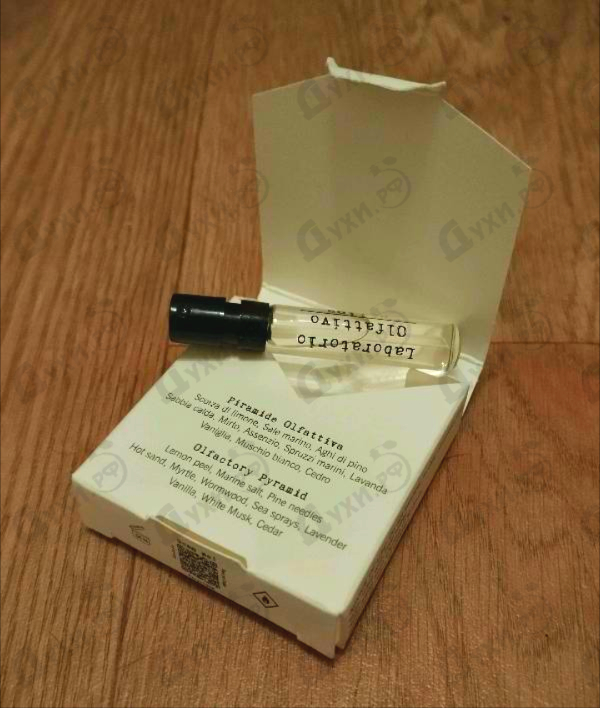 Laboratorio
Olfattivo
Piramide Olfattiva
Scorza di limone, Sale marino, Aghi di pino
Sabbia calda, Mirto, Assenzio, Spruzzi marini, Lavanda
Vaniglia, Muschio bianco, Cedro
Olfactory Pyramid
Lemon peel, Marine salt, Pine needles
Hot sand, Myrtle, Wormwood, Sea sprays, Lavender
Vanilla, White Musk, Cedar
Духи.рф